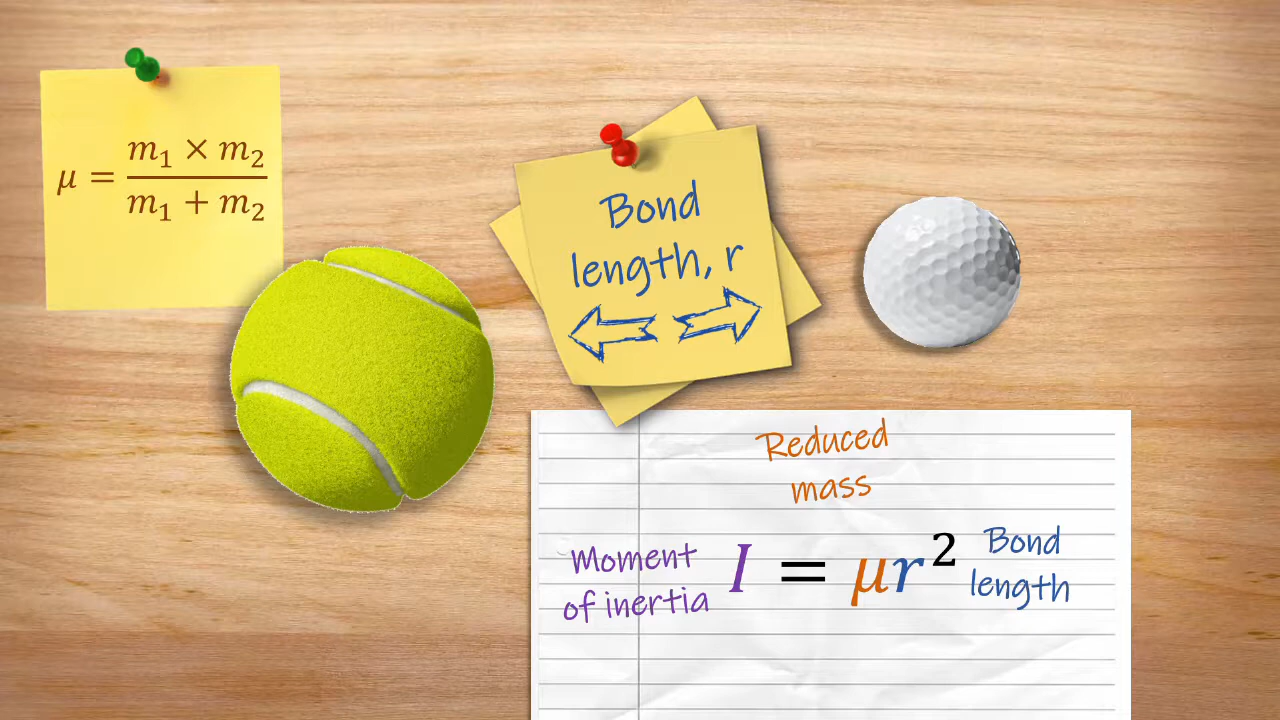 μ = m₁ × m₂ / m₁ + m₂
Bond
length, r
Reduced
mass
Moment
of inertia
I = μr²
Bond
length